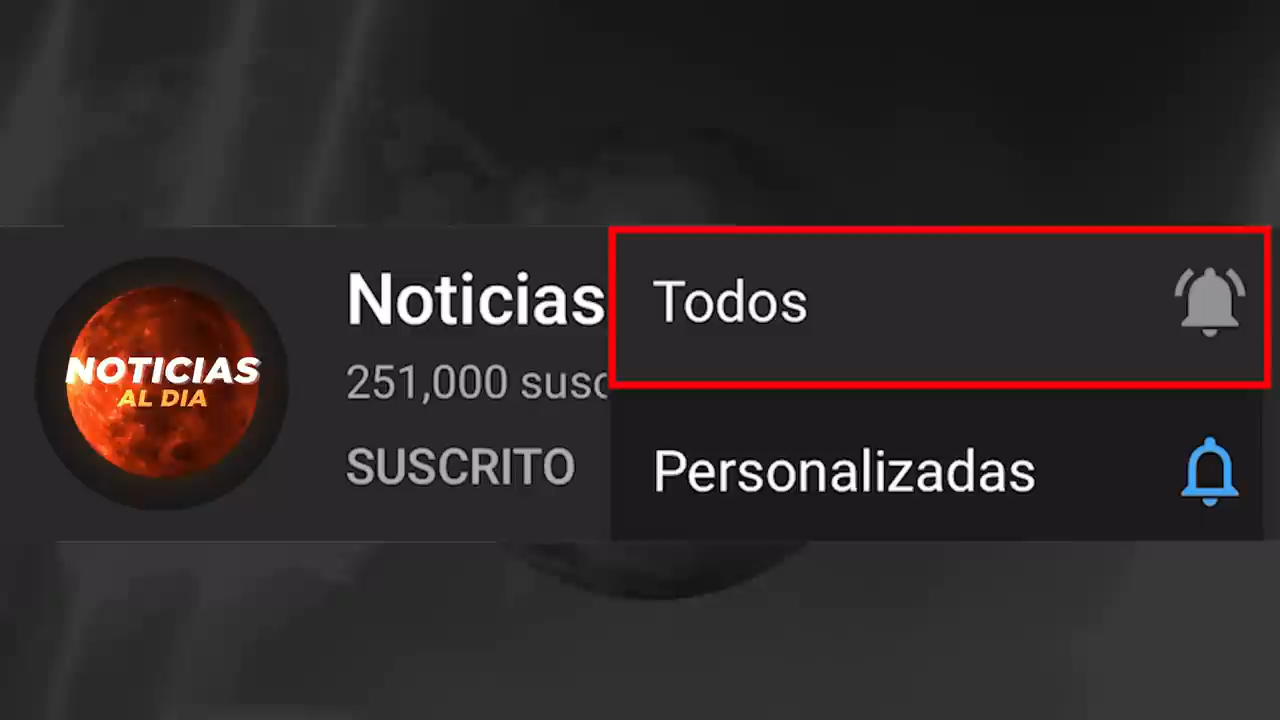 NOTICIAS
AL DIA
Noticias
251,000 susc
SUSCRITO
Todos
Personalizadas